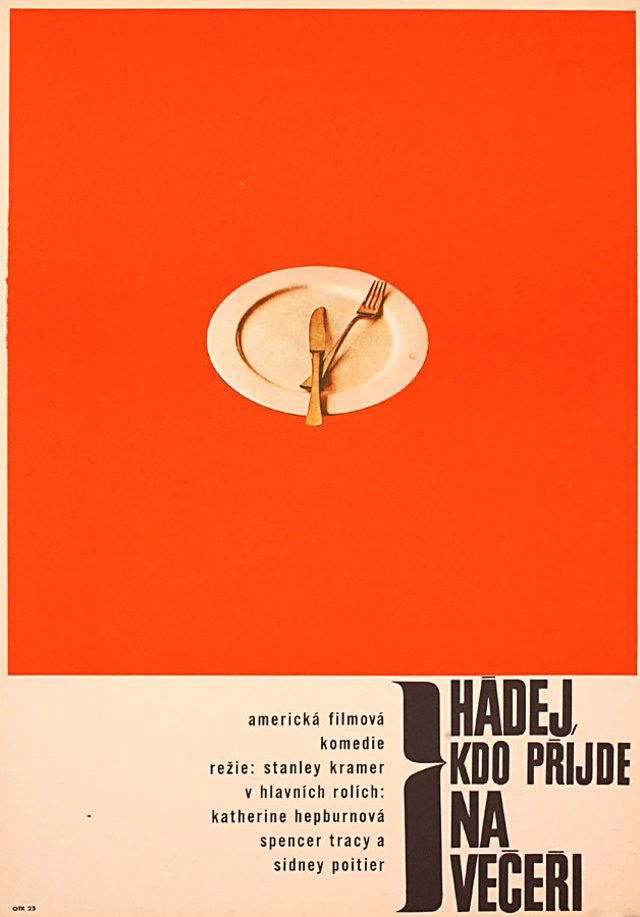 americká filmová
komedie
režie: stanley kramer
v hlavních rolích:
katherine hepburnová
spencer tracy a
sidney poitier
HÁDEJ,
KDO PŘIJDE
NA
VEČEŘI
OTK 23